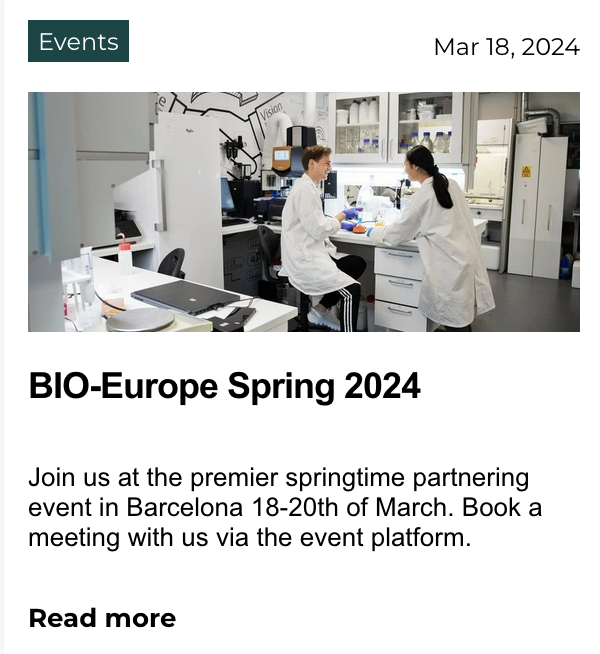 Events
Mar 18, 2024
Vision
BIO-Europe Spring 2024
Join us at the premier springtime partnering
event in Barcelona 18-20th of March. Book a
meeting with us via the event platform.
Read more